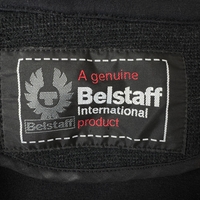 A genuine
Belstaff
International
product
Belstaff